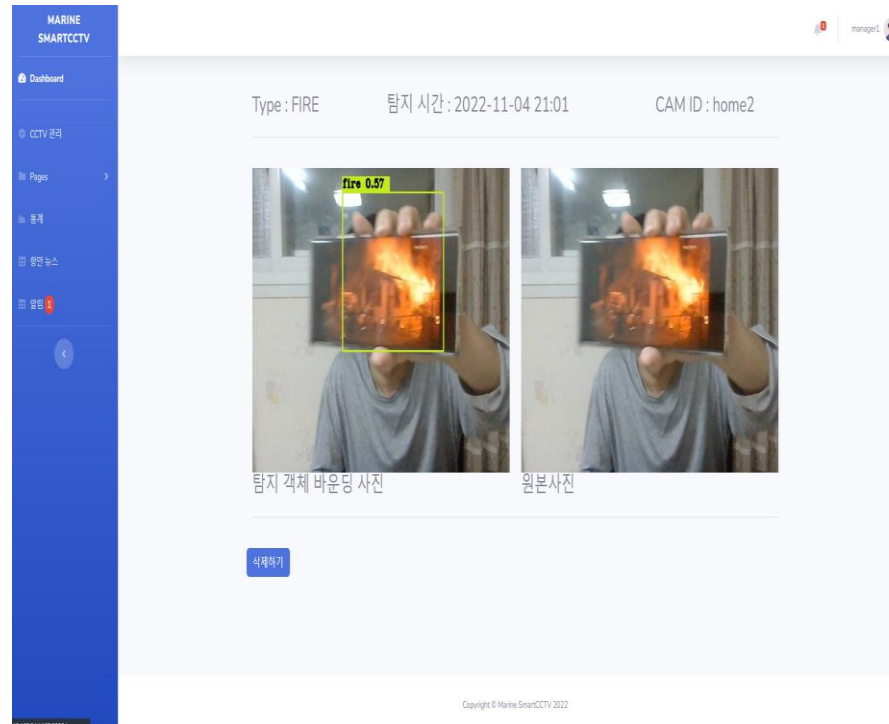 MARINE
SMARTCCTV
Dashboard
CCTV 관리
Pages
통계
항만 뉴스
알림 1
manager1
Type : FIRE
탐지 시간 : 2022-11-04 21:01
CAM ID : home2
fire 0.57
탐지 객체 바운딩 사진
원본사진
삭제하기
Copyright © Marine SmartCCTV 2022